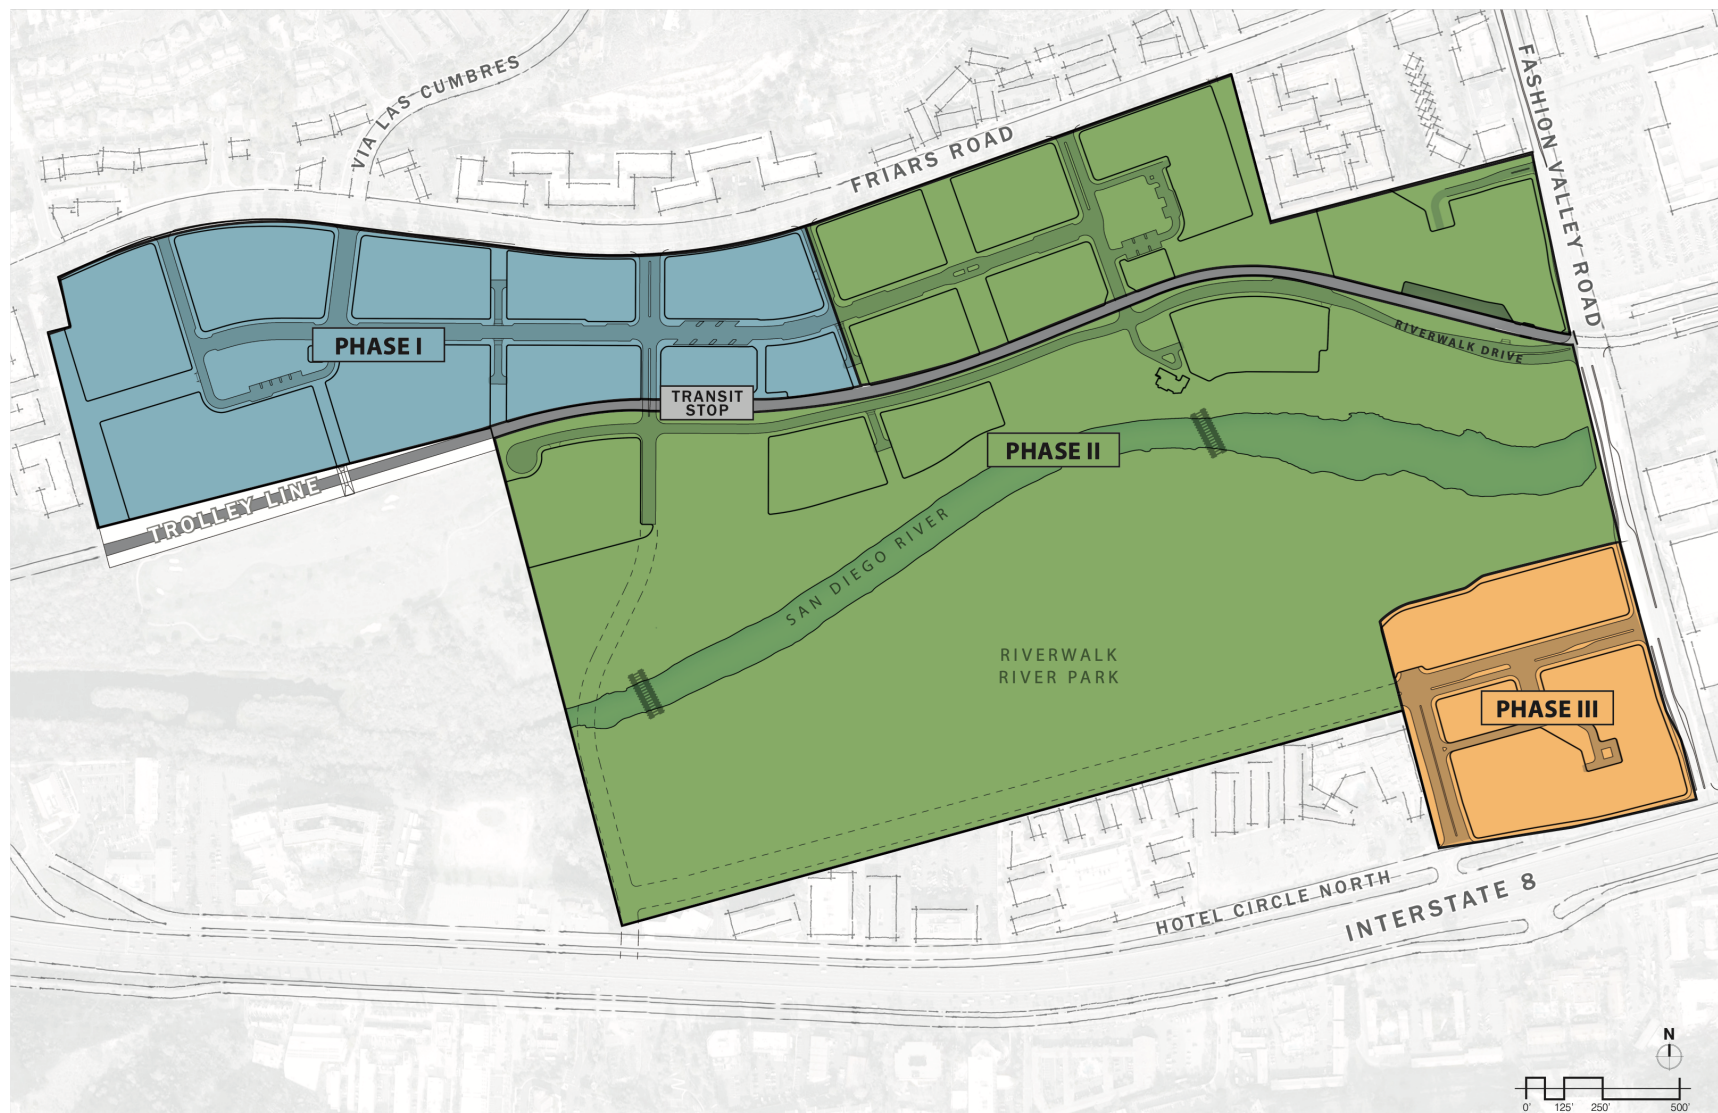 VIA LAS CUMBRES
FRIARS ROAD
FASHION VALLEY ROAD
PHASE I
TRANSIT
STOP
RIVERWALK DRIVE
PHASE II
TROLLEY LINE
SAN DIEGO RIVER
RIVERWALK
RIVER PARK
PHASE III
HOTEL CIRCLE NORTH
INTERSTATE 8
N
0' 125' 250' 500'